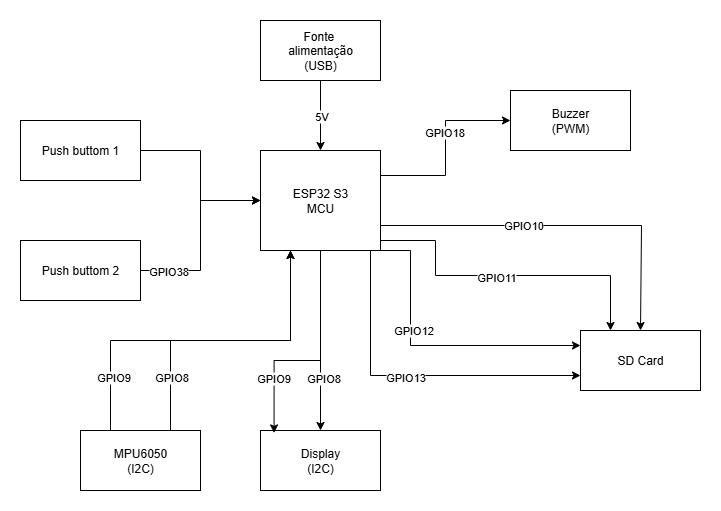 Fonte
alimentação
(USB)
5V
Buzzer
(PWM)
GPIO18
Push buttom 1
ESP32 S3
MCU
GPIO10
Push buttom 2
GPIO38
GPIO11
GPIO12
SD Card
GPIO9
GPIO8
GPIO9
GPIO8
GPIO13
MPU6050
(I2C)
Display
(I2C)